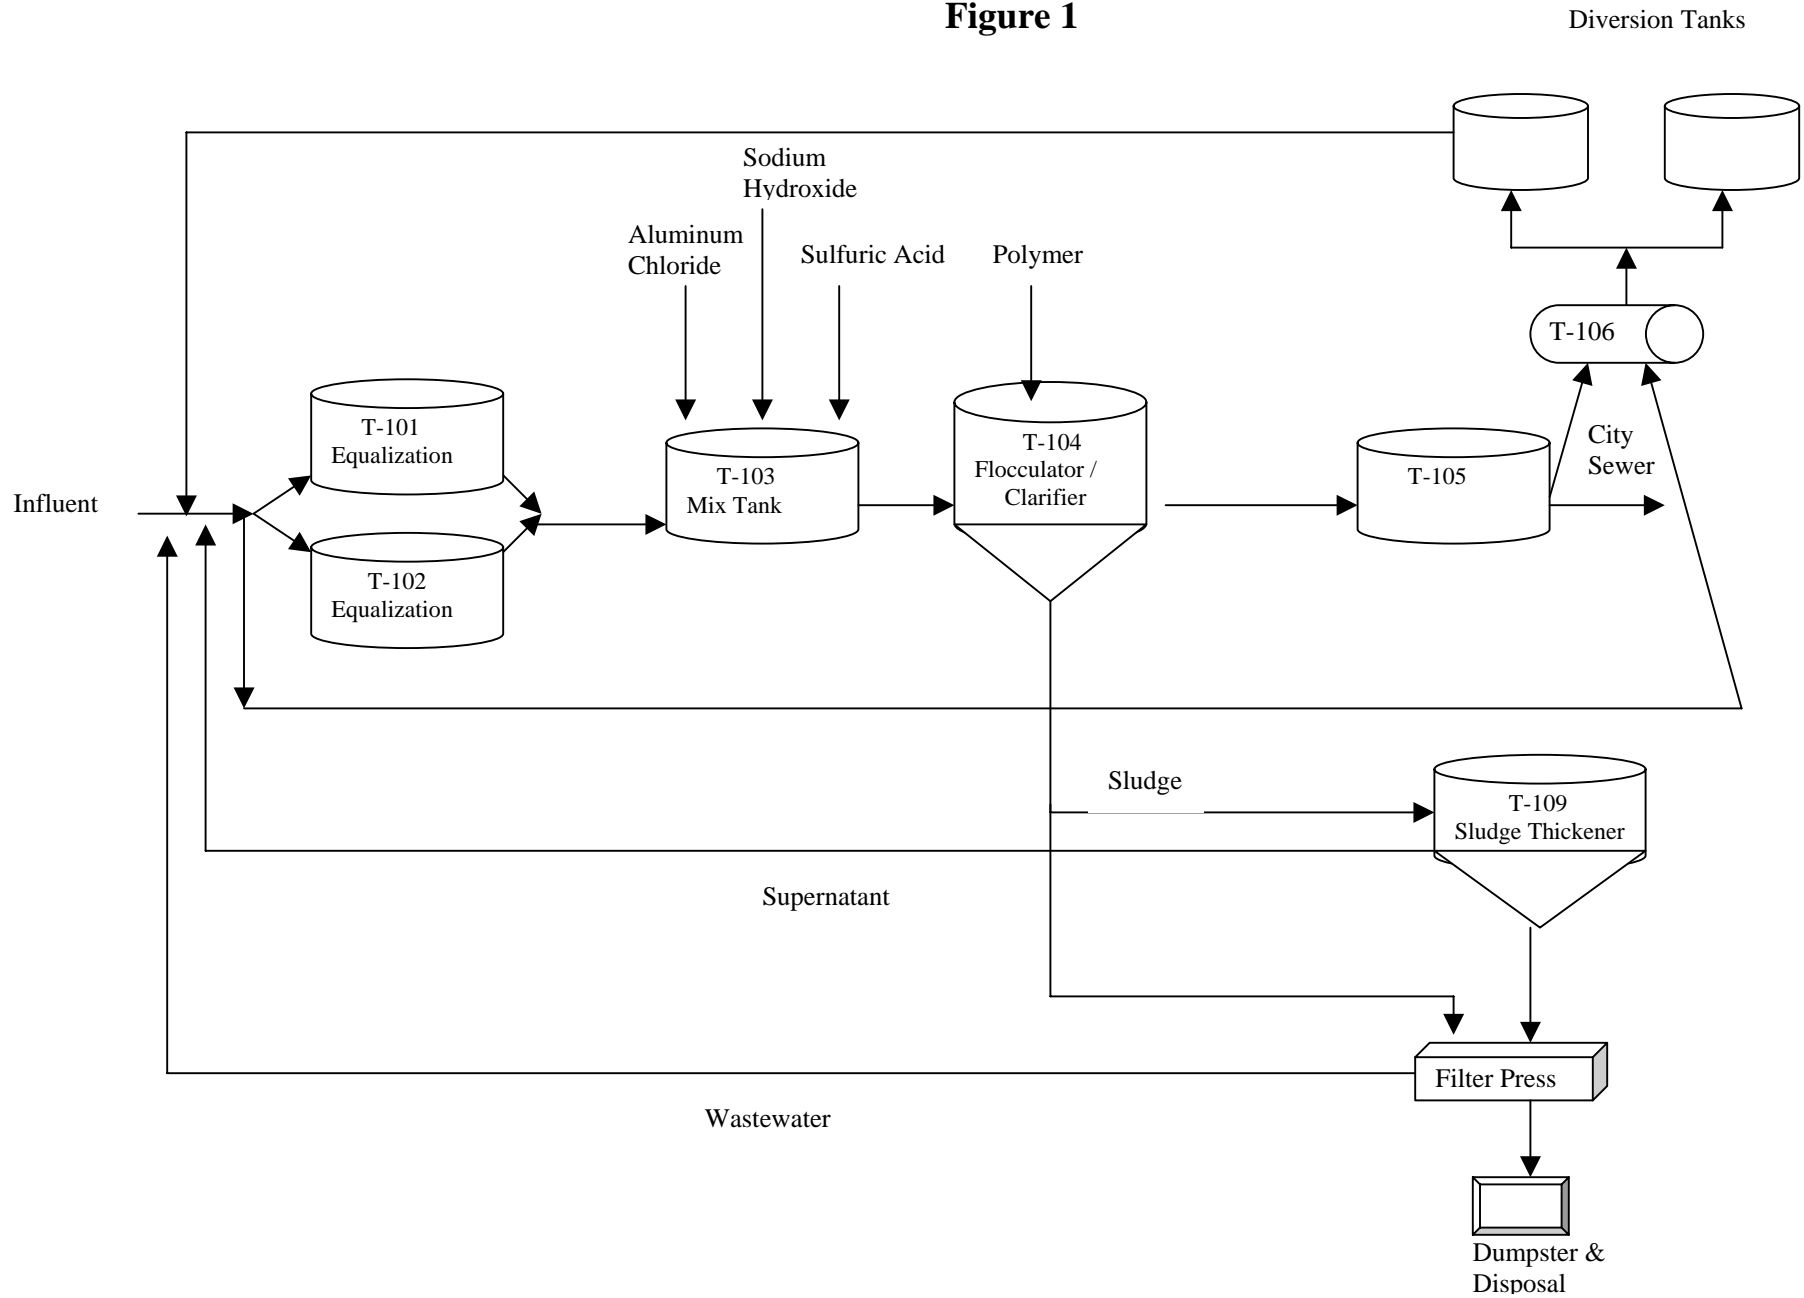 Figure 1
Diversion Tanks
Sodium
Hydroxide
Aluminum
Chloride
Sulfuric Acid
Polymer
T-106
City
Sewer
T-101
Equalization
T-102
Equalization
Influent
T-103
Mix Tank
T-104
Flocculator /
Clarifier
T-105
Sludge
T-109
Sludge Thickener
Supernatant
Filter Press
Wastewater
Dumpster &
Disposal